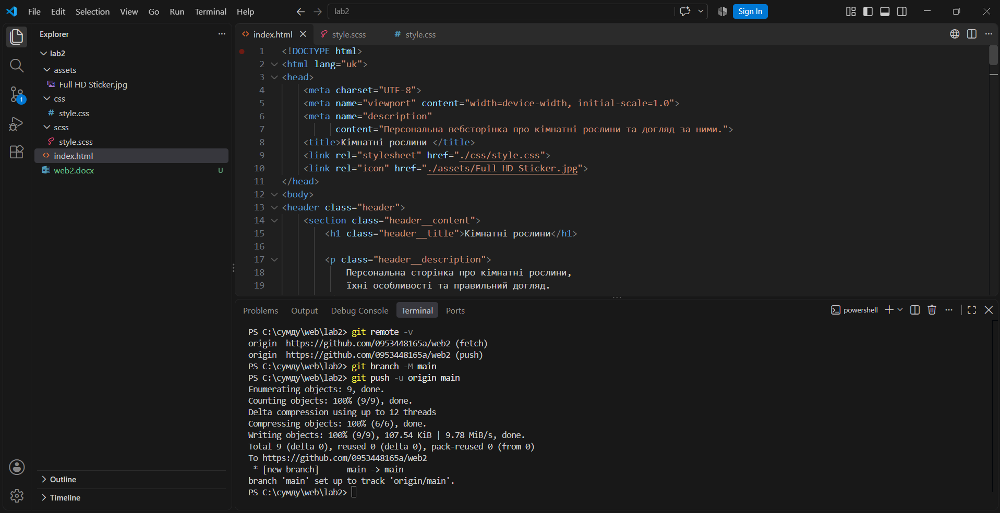 File Edit Selection View Go Run Terminal Help
lab2
Sign In
Explorer
lab2
assets
Full HD Sticker.jpg
css
# style.css
scss
style.scss
<> index.html
web2.docx U
1
Outline
Timeline
<> index.html
style.scss
# style.css
1 <!DOCTYPE html>
2 <html lang="uk">
3 <head>
4 <meta charset="UTF-8">
5 <meta name="viewport" content="width=device-width, initial-scale=1.0">
6 <meta name="description"
7 content="Персональна вебсторінка про кімнатні рослини та догляд за ними.">
8 <title>Кімнатні рослини </title>
9 <link rel="stylesheet" href="./css/style.css">
10 <link rel="icon" href="./assets/Full HD Sticker.jpg">
11 </head>
12 <body>
13 <header class="header">
14 <section class="header__content">
15 <h1 class="header__title">Кімнатні рослини</h1>
16
17 <p class="header__description">
18 Персональна сторінка про кімнатні рослини,
19 їхні особливості та правильний догляд.
Problems Output Debug Console Terminal Ports
powershell
PS C:\сумду\web\lab2> git remote -v
origin  https://github.com/0953448165a/web2 (fetch)
origin  https://github.com/0953448165a/web2 (push)
PS C:\сумду\web\lab2> git branch -M main
PS C:\сумду\web\lab2> git push -u origin main
Enumerating objects: 9, done.
Counting objects: 100% (9/9), done.
Delta compression using up to 12 threads
Compressing objects: 100% (6/6), done.
Writing objects: 100% (9/9), 107.54 KiB | 9.78 MiB/s, done.
Total 9 (delta 0), reused 0 (delta 0), pack-reused 0 (from 0)
To https://github.com/0953448165a/web2
* [new branch]      main -> main
branch 'main' set up to track 'origin/main'.
PS C:\сумду\web\lab2>